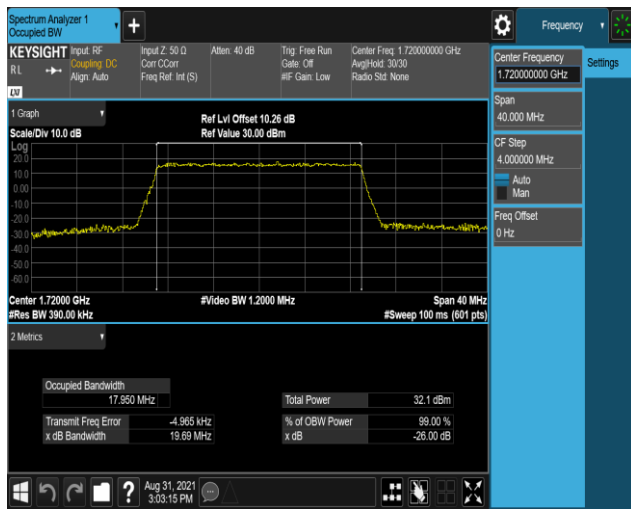 Spectrum Analyzer 1
Occupied BW
+
Frequency
KEYSIGHT
RL
LXI
Input: RF
Coupling: DC
Align: Auto
Input Z: 50 Ω
Corr CCorr
Freq Ref: Int (S)
Atten: 40 dB
Trig: Free Run
Gate: Off
#IF Gain: Low
Center Freq: 1.720000000 GHz
Avg|Hold: 30/30
Radio Std: None
Center Frequency
1.720000000 GHz
Settings
Span
40.000 MHz
CF Step
4.000000 MHz
Auto
Man
Freq Offset
0 Hz
1 Graph
Scale/Div 10.0 dB
Ref Lvl Offset 10.26 dB
Ref Value 30.00 dBm
Log
20.0
10.0
0.00
-10.0
-20.0
-30.0
-40.0
-50.0
-60.0
Center 1.72000 GHz
#Video BW 1.2000 MHz
Span 40 MHz
#Res BW 390.00 kHz
#Sweep 100 ms (601 pts)
2 Metrics
Occupied Bandwidth
17.950 MHz
Total Power 32.1 dBm
Transmit Freq Error -4.965 kHz
% of OBW Power 99.00 %
x dB Bandwidth 19.69 MHz
x dB -26.00 dB
?
Aug 31, 2021
3:03:15 PM